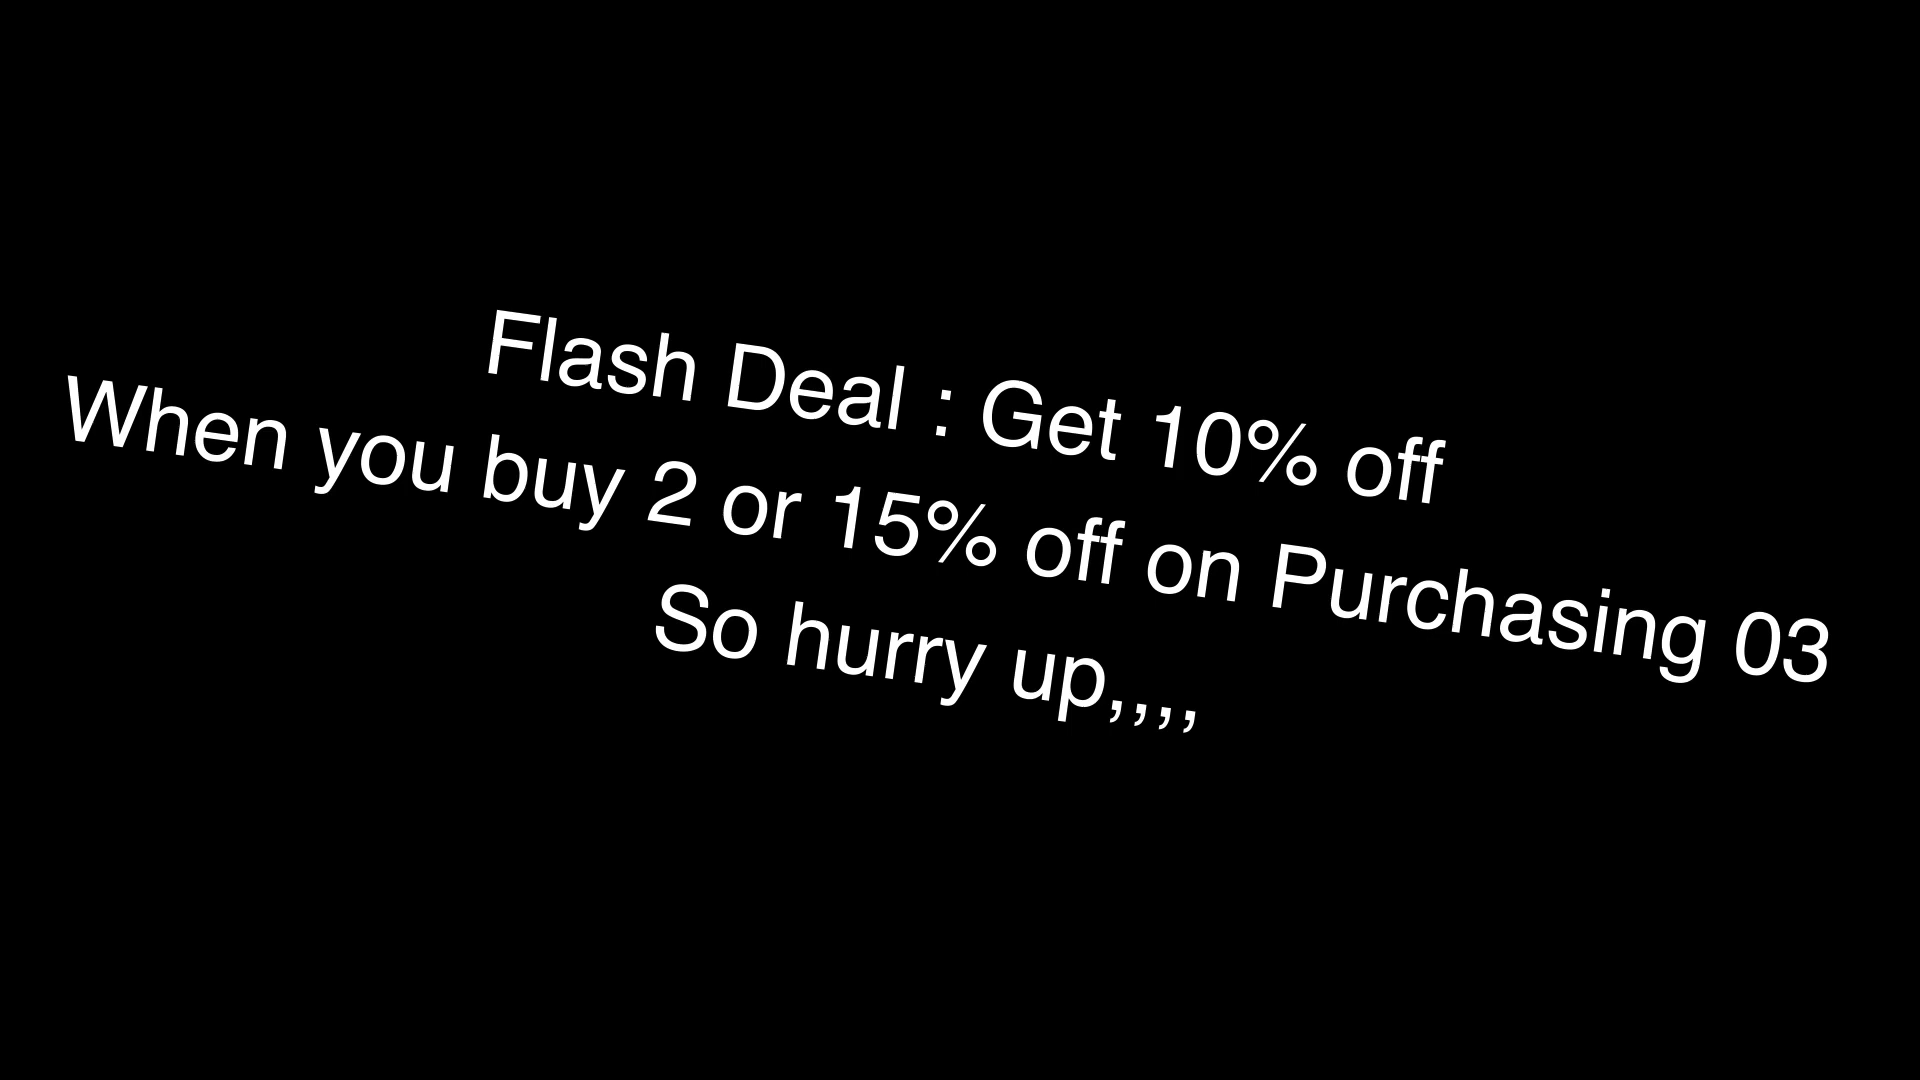 Flash Deal : Get 10% off
When you buy 2 or 15% off on Purchasing 03
So hurry up,,,,